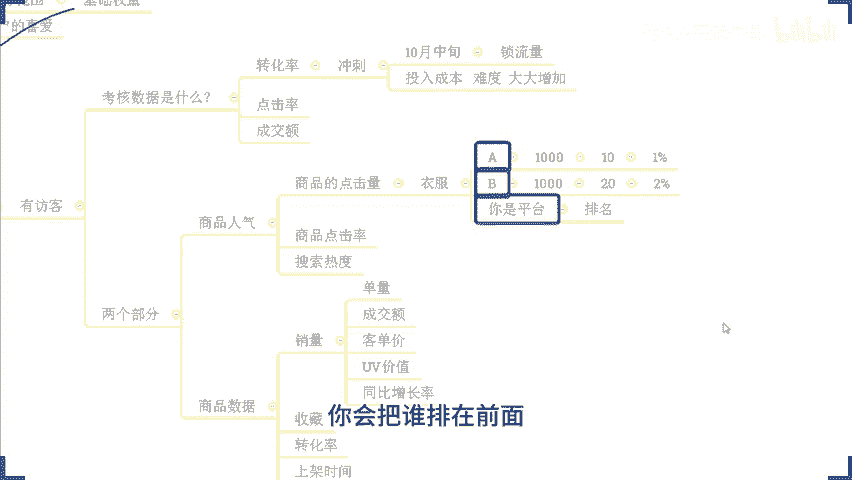 基础权重
的喜爱
10月中旬 锁流量
转化率 冲刺
投入成本 难度 大大增加
考核数据是什么?
点击率
成交额
A 1000 10 1%
商品的点击量 衣服 B 1000 20 2%
有访客
你是平台 排名
商品人气
商品点击率
搜索热度
单量
两个部分
成交额
销量 客单价
UV价值
同比增长率
商品数据
收藏
你会把谁排在前面
转化率
上架时间